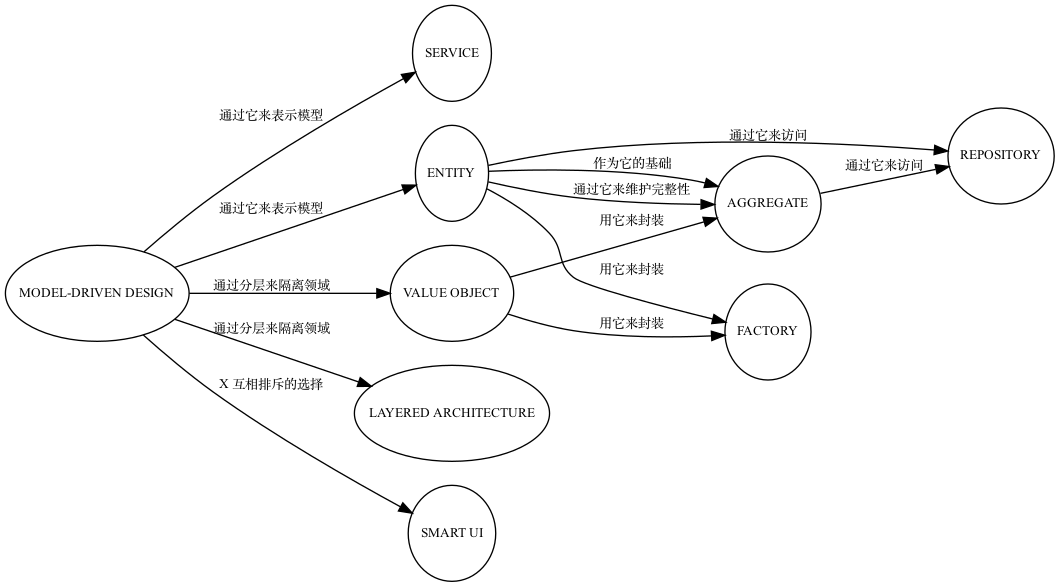 SERVICE
通过它来表示模型
ENTITY
通过它来访问
REPOSITORY
作为它的基础
通过它来访问
通过它来维护完整性
AGGREGATE
通过它来表示模型
用它来封装
MODEL-DRIVEN DESIGN
通过分层来隔离领域
VALUE OBJECT
用它来封装
通过分层来隔离领域
用它来封装
FACTORY
X 互相排斥的选择
LAYERED ARCHITECTURE
SMART UI